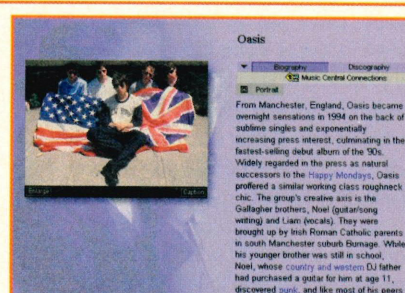 Oasis
Biography Discography
Music Central Connections
Portrait
From Manchester, England, Oasis became
overnight sensations in 1994 on the back of
sublime singles and exponentially
increasing press interest, culminating in the
fastest-selling debut album of the '90s.
Widely regarded in the press as natural
successors to the Happy Mondays, Oasis
proffered a similar working class roughneck
chic. The group's creative axis is the
Gallagher brothers, Noel (guitar/song
writing) and Liam (vocals). They were
brought up by Irish Roman Catholic parents
in south Manchester suburb Burnage. While
his younger brother was still in school,
Noel, whose country and western DJ father
had purchased a guitar for him at age 11,
discovered punk, and like most of his peers
Enlarge Caption